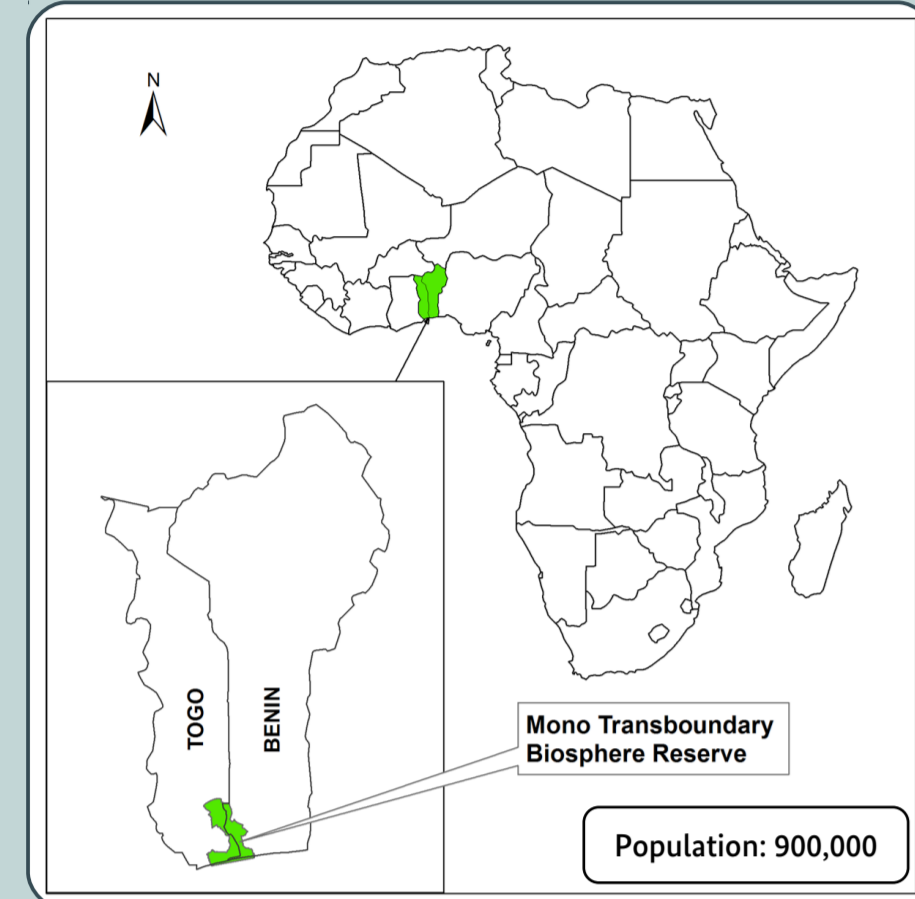 N
TOGO
BENIN
Mono Transboundary
Biosphere Reserve
Population: 900,000